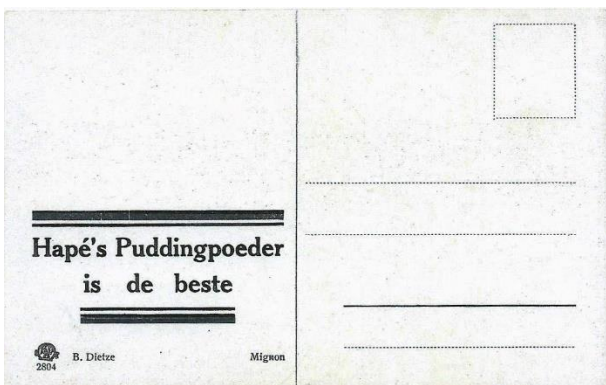 Hapé's Puddingpoeder
is de beste
2804
B. Dietze
Mignon